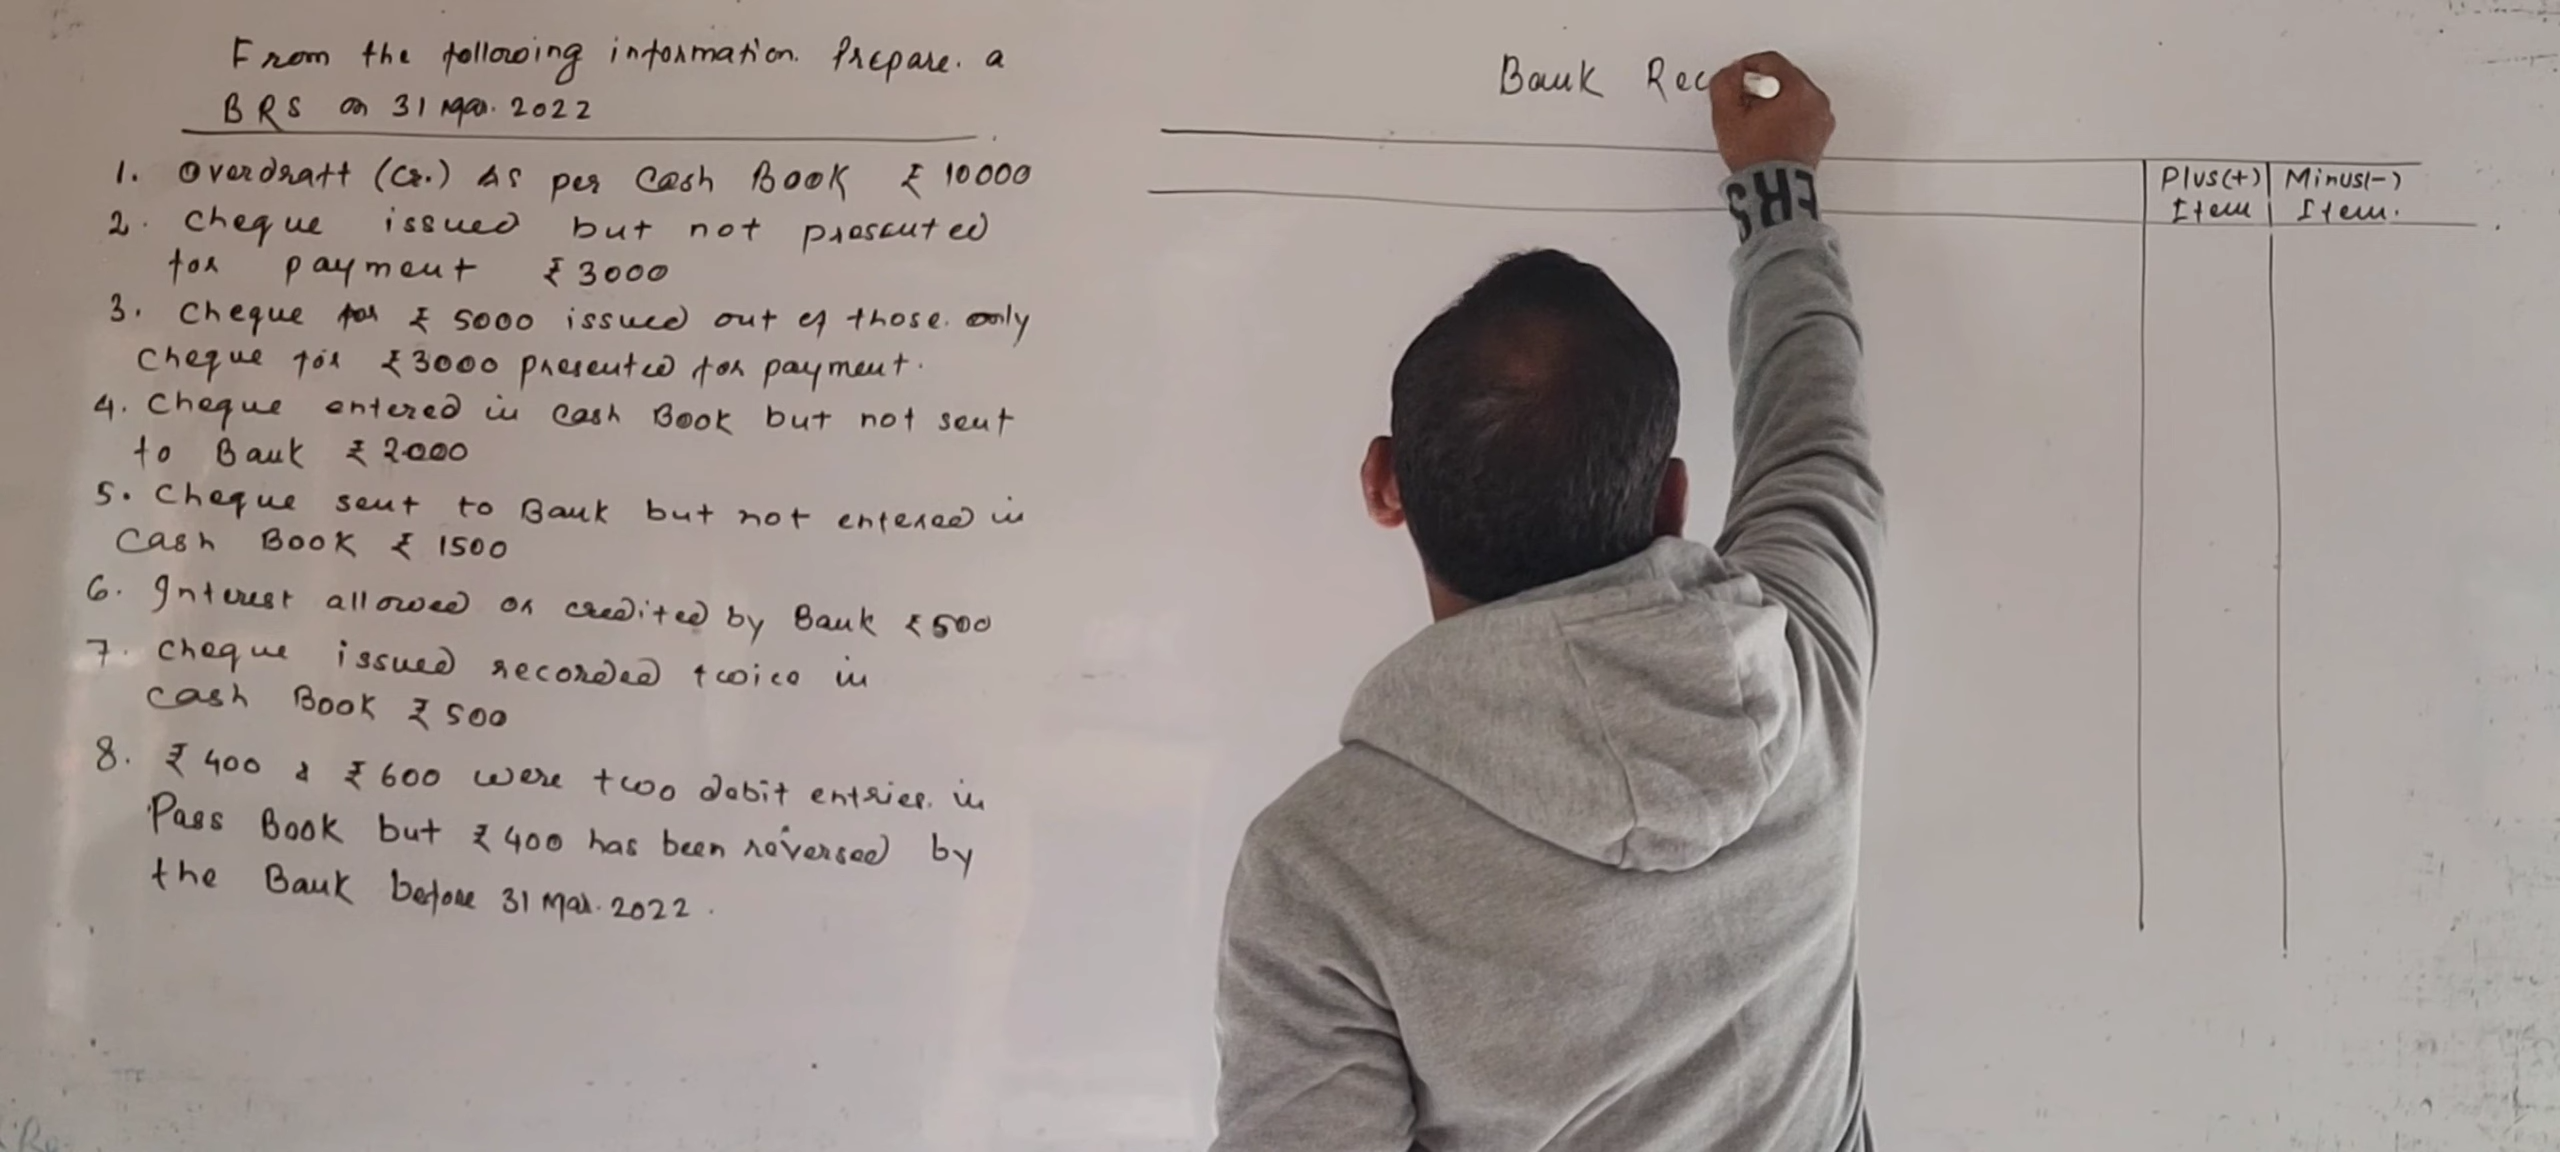 From the following information. Prepare. a
BRS on 31 Mar. 2022
1. Overdraft (Cr.) As per Cash Book ₹ 10000
2. Cheque issued but not presented
for payment ₹ 3000
3. Cheque for ₹ 5000 issued out of those. only
Cheque for ₹3000 presented for payment.
4. Cheque entered in Cash Book but not sent
to Bank ₹ 2000
5. Cheque sent to Bank but not entered in
Cash Book ₹ 1500
6. Interest allowed or credited by Bank ₹500
7. Cheque issued recorded twice in
Cash Book ₹ 500
8. ₹ 400 & ₹ 600 were two debit entries. in
Pass Book but ₹ 400 has been reversed by
the Bank before 31 Mar. 2022.
Bank Rec
Plus(+) Minus(-)
Item Item.
ERS